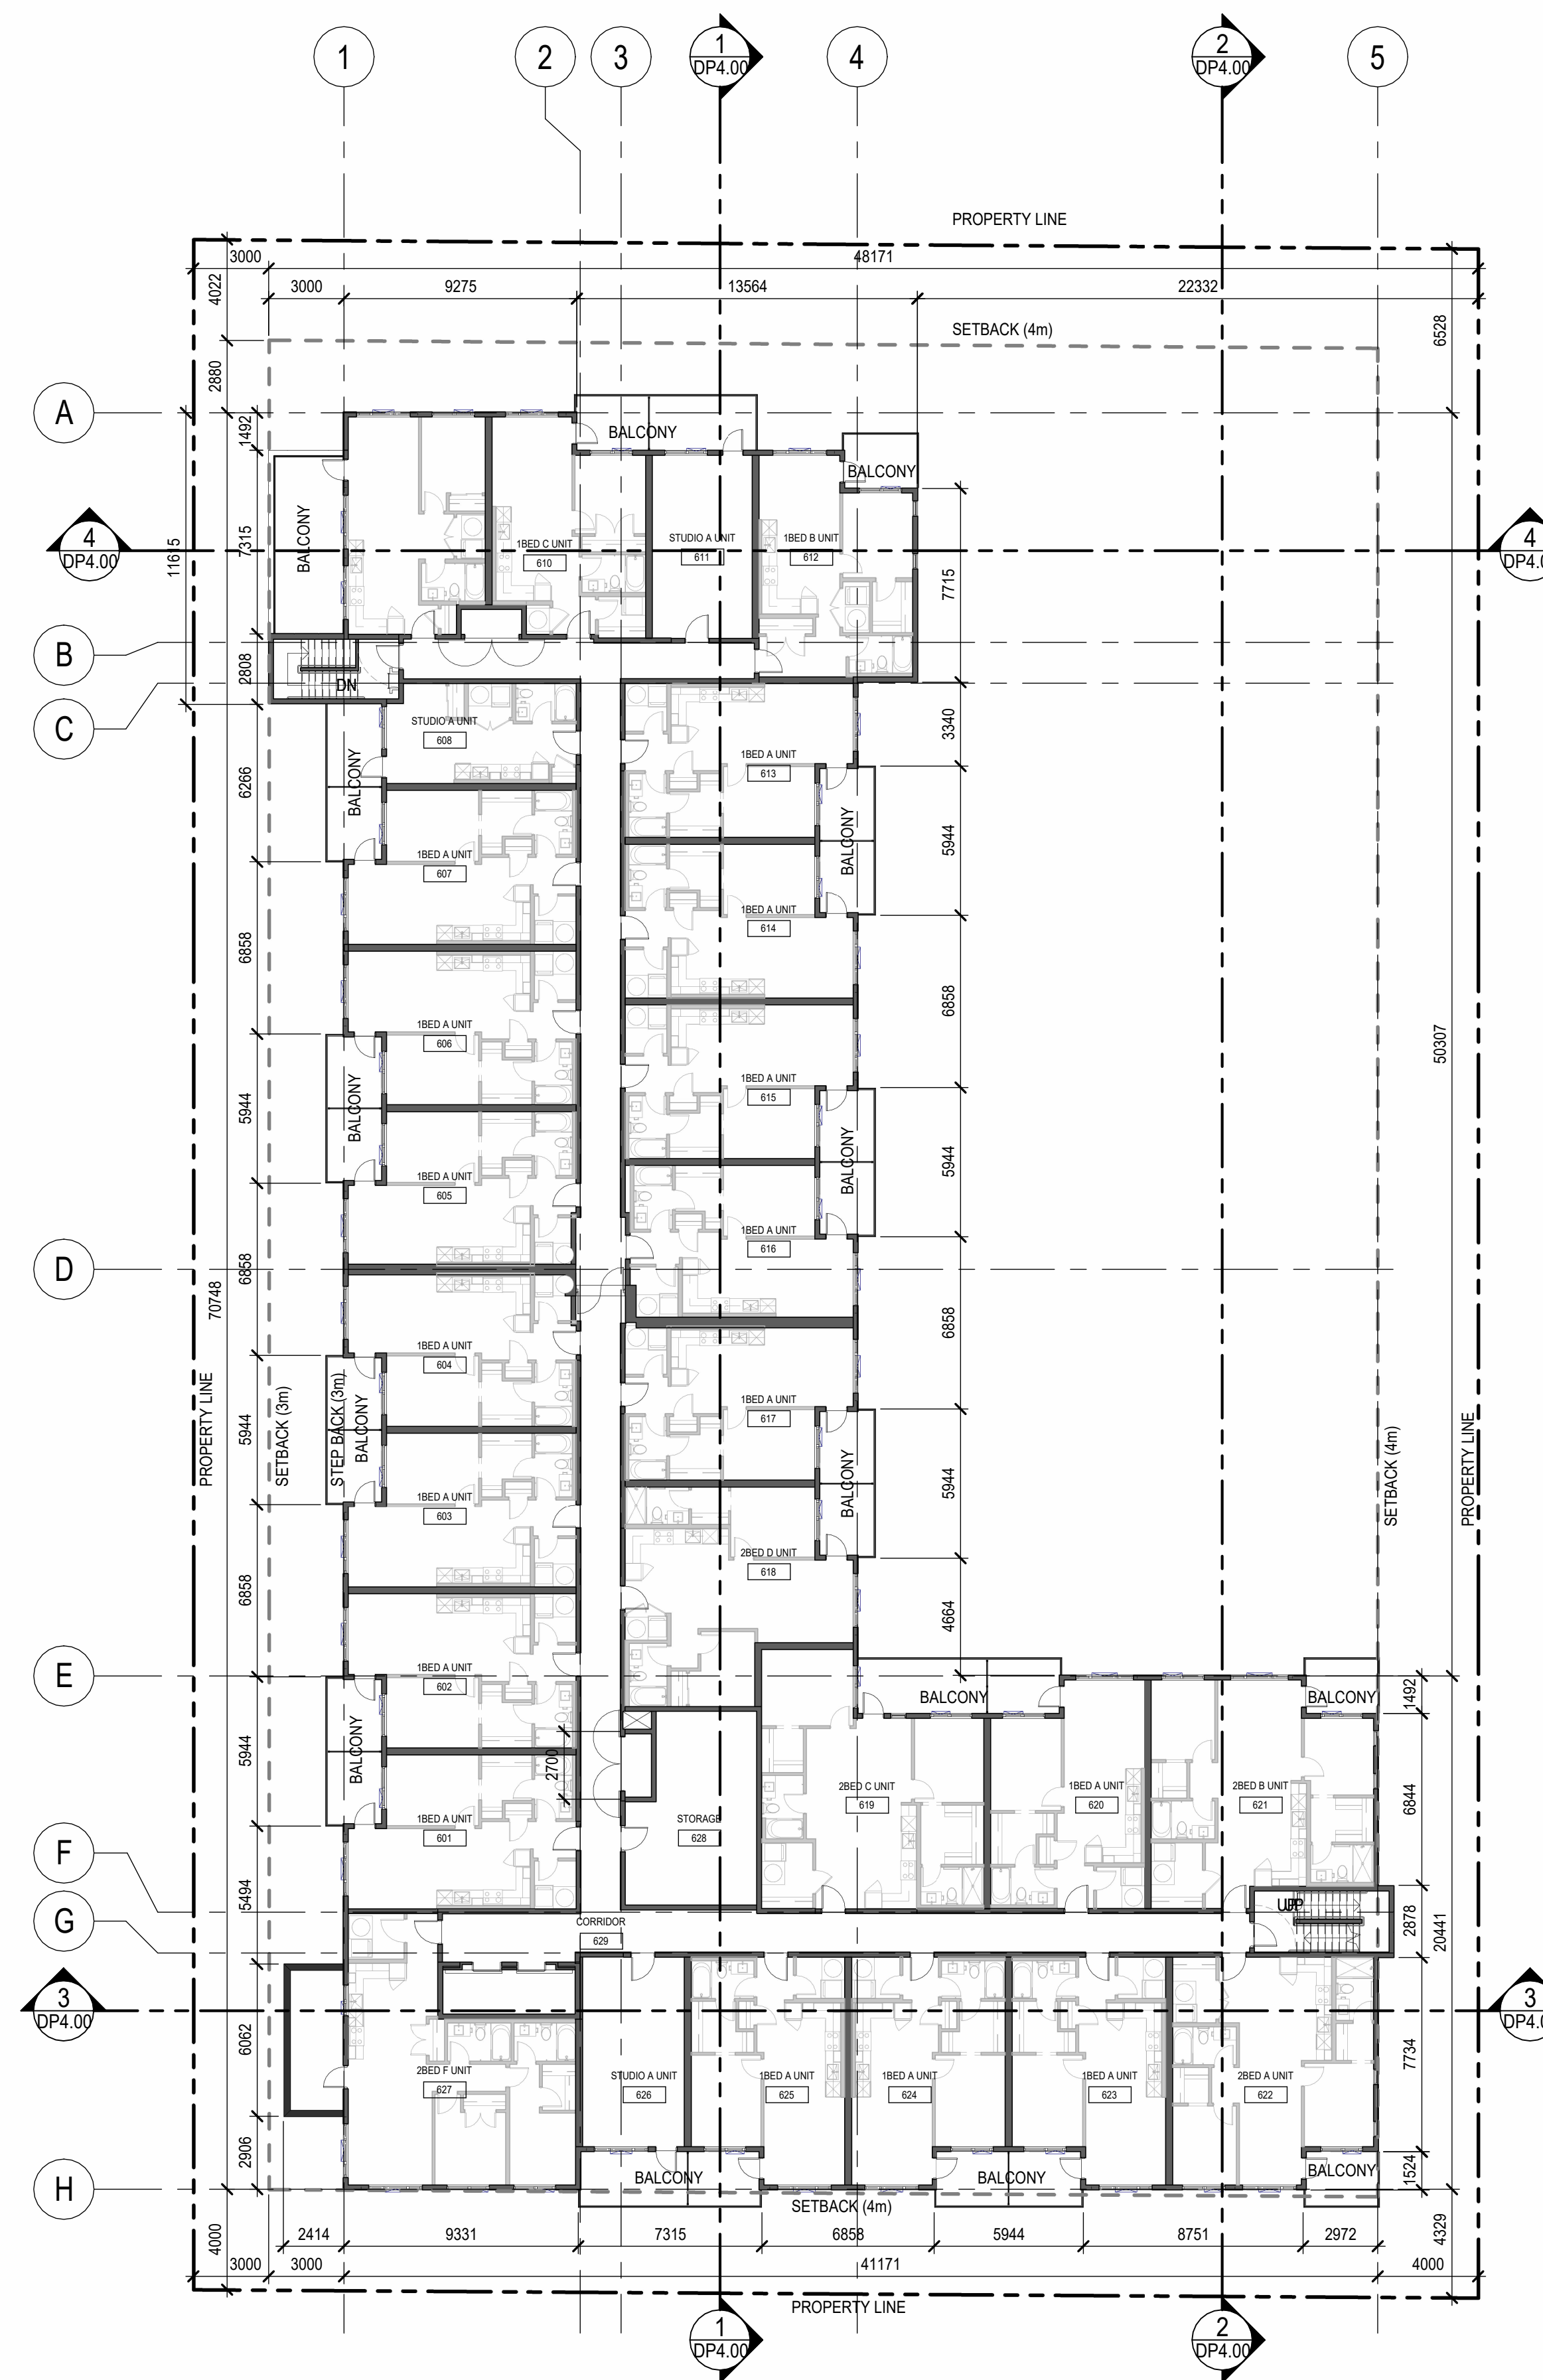 1
2
3
1
DP4.00
4
2
DP4.00
5
PROPERTY LINE
3000
48171
4022
3000
9275
13564
22332
SETBACK (4m)
6528
2880
A
1492
BALCONY
BALCONY
BALCONY
4
DP4.00
11615
7315
1BED C UNIT
610
STUDIO A UNIT
611
1BED B UNIT
612
7715
4
DP4.0
B
2808
DN
C
STUDIO A UNIT
608
3340
1BED A UNIT
613
6266
BALCONY
BALCONY
5944
1BED A UNIT
607
1BED A UNIT
614
6858
6858
1BED A UNIT
606
50307
1BED A UNIT
615
5944
BALCONY
BALCONY
5944
1BED A UNIT
605
1BED A UNIT
616
D
6858
70748
6858
1BED A UNIT
604
1BED A UNIT
617
PROPERTY LINE
SETBACK (3m)
STEP BACK (3m)
BALCONY
5944
BALCONY
5944
SETBACK (4m)
PROPERTY LINE
1BED A UNIT
603
2BED D UNIT
618
6858
4664
E
1BED A UNIT
602
BALCONY
BALCONY
1492
5944
BALCONY
2700
2BED C UNIT
619
1BED A UNIT
620
2BED B UNIT
621
6844
1BED A UNIT
601
STORAGE
628
F
5494
G
CORRIDOR
629
UP
2878
20441
3
DP4.00
3
DP4.0
6062
7734
2BED F UNIT
627
STUDIO A UNIT
626
1BED A UNIT
625
1BED A UNIT
624
1BED A UNIT
623
2BED A UNIT
622
2906
BALCONY
BALCONY
BALCONY
1524
H
SETBACK (4m)
4000
2414
9331
7315
6858
5944
8751
2972
4329
3000
3000
41171
4000
PROPERTY LINE
1
DP4.00
2
DP4.00